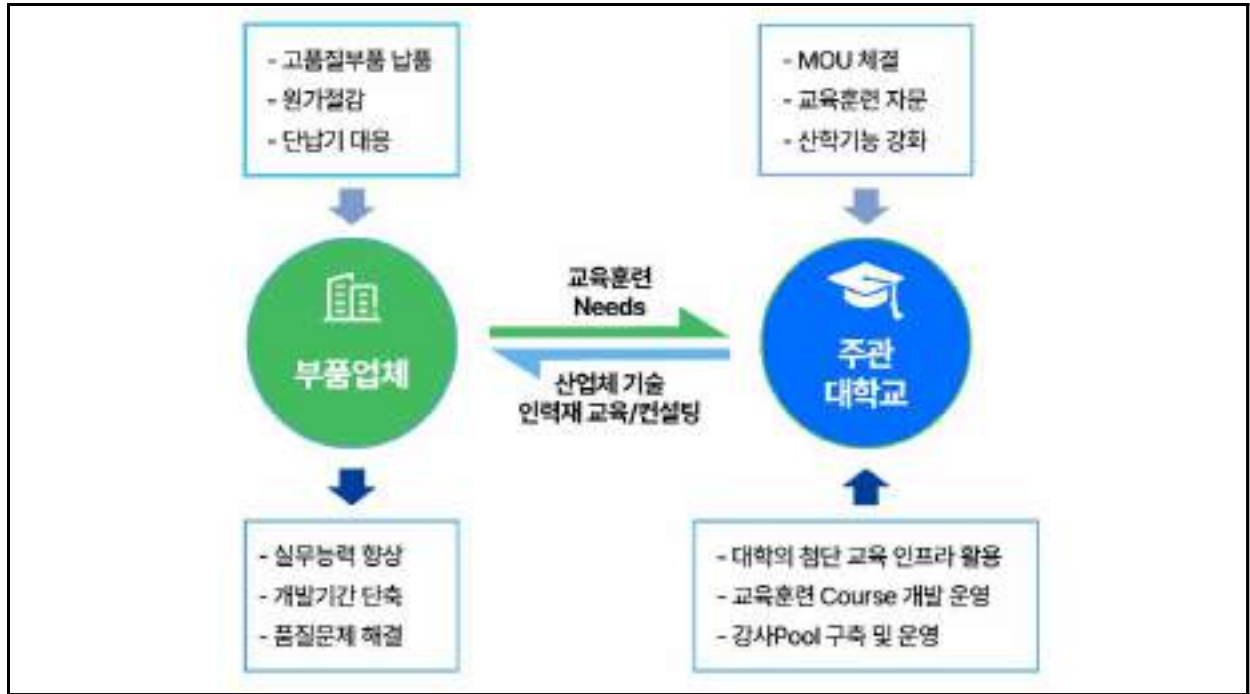 - 고품질부품 납품
- 원가절감
- 단납기 대응
- MOU 체결
- 교육훈련 자문
- 산학기능 강화
부품업체
교육훈련
Needs
산업체 기술
인력재 교육/컨설팅
주관
대학교
- 실무능력 향상
- 개발기간 단축
- 품질문제 해결
- 대학의 첨단 교육 인프라 활용
- 교육훈련 Course 개발 운영
- 강사Pool 구축 및 운영